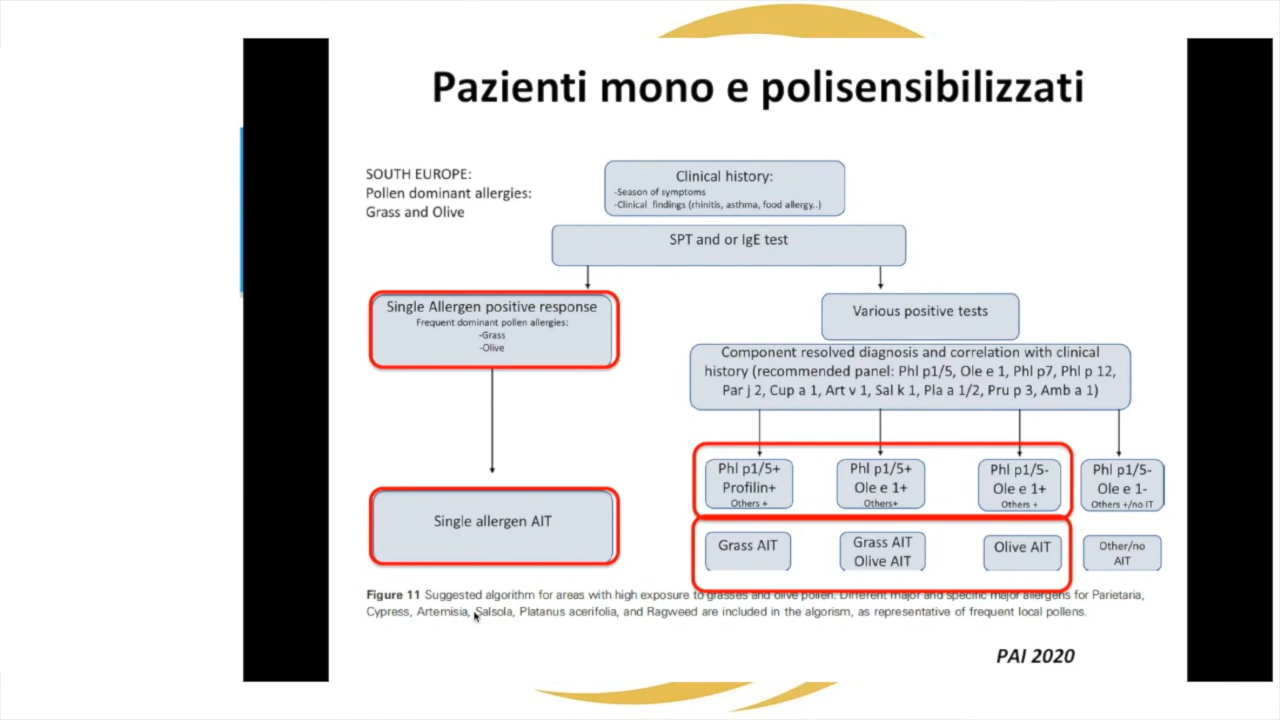 Pazienti mono e polisensibilizzati
SOUTH EUROPE:
Pollen dominant allergies:
Grass and Olive
Clinical history:
-Season of symptoms
-Clinical findings (rhinitis, asthma, food allergy..)
SPT and or IgE test
Single Allergen positive response
Frequent dominant pollen allergies:
-Grass
-Olive
Various positive tests
Component resolved diagnosis and correlation with clinical
history (recommended panel: Phl p1/5, Ole e 1, Phl p7, Phl p 12,
Par j 2, Cup a 1, Art v 1, Sal k 1, Pla a 1/2, Pru p 3, Amb a 1)
Phl p1/5+
Profilin+
Others +
Phl p1/5+
Ole e 1+
Others+
Phl p1/5-
Ole e 1+
Others +
Phl p1/5-
Ole e 1-
Others +/no IT
Single allergen AIT
Grass AIT
Grass AIT
Olive AIT
Olive AIT
Other/no
AIT
Figure 11 Suggested algorithm for areas with high exposure to grasses and olive pollen. Different major and specific major allergens for Parietaria,
Cypress, Artemisia, Salsola, Platanus acerifolia, and Ragweed are included in the algorism, as representative of frequent local pollens.
PAI 2020